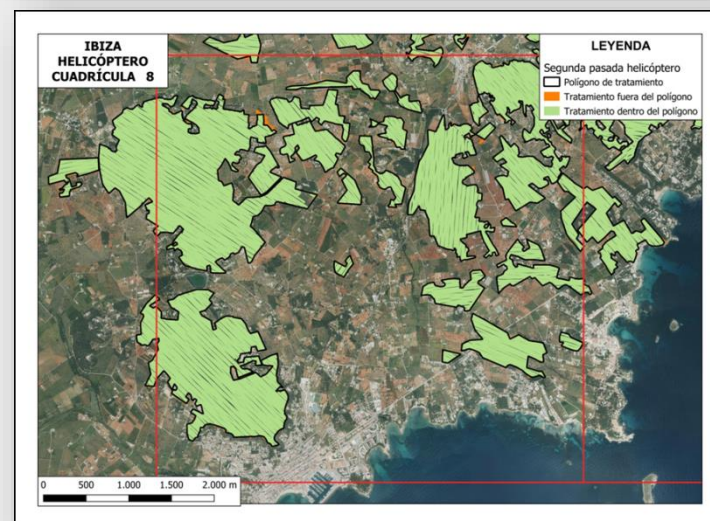 IBIZA
HELICÓPTERO
CUADRÍCULA 8
LEYENDA
Segunda pasada helicóptero
Polígono de tratamiento
Tratamiento fuera del polígono
Tratamiento dentro del polígono
0 500 1.000 1.500 2.000 m